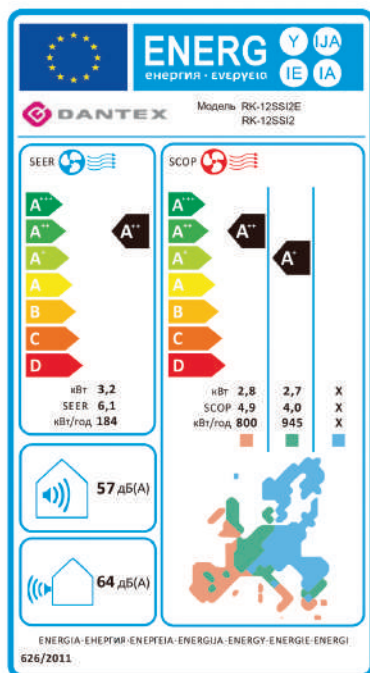 ENERG Y IJA
енергия · ενεργεια IE IA
DANTEX
Модель RK-12SSI2E
RK-12SSI2
SEER
A+++
A++
A+
A
B
C
D
A++
кВт 3,2
SEER 6,1
кВт/год 184
SCOP
A+++
A++
A+
A
B
C
D
A++
A+
кВт 2,8 2,7 X
SCOP 4,9 4,0 X
кВт/год 800 945 X
57 дБ(А)
64 дБ(А)
ENERGIA-ЕНЕРГИЯ-ΕΝΕΡΓΕΙΑ-ENERGIJA-ENERGY-ENERGIE-ENERGI
626/2011